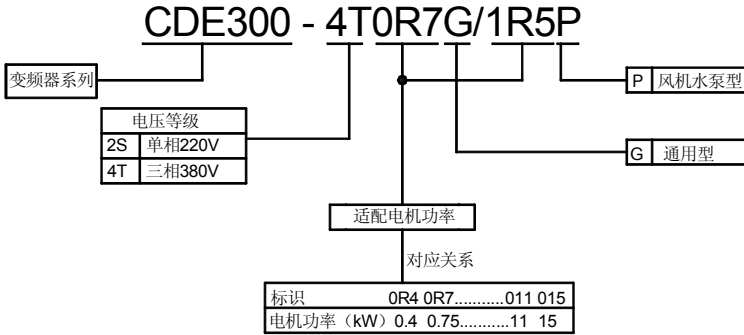 CDE300 - 4T0R7G/1R5P
变频器系列
P 风机水泵型
电压等级
2S 单相220V
4T 三相380V
G 通用型
适配电机功率
对应关系
标识 0R4 0R7..........011 015
电机功率（kW）0.4 0.75..........11 15